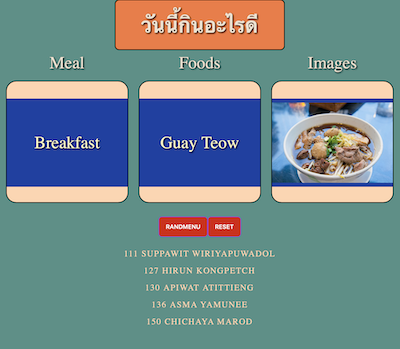 วันนี้กินอะไรดี
Meal Foods Images
Breakfast Guay Teow
RANDMENU RESET
111 SUPPAWIT WIRIYAPUWADOL
127 HIRUN KONGPETCH
130 APIWAT ATITTIENG
136 ASMA YAMUNEE
150 CHICHAYA MAROD